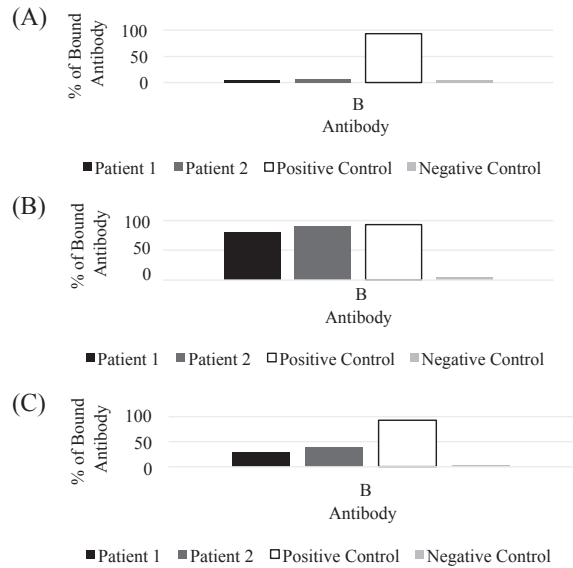 (A)
% of Bound
Antibody
100
50
0
B
Antibody
Patient 1 Patient 2 Positive Control Negative Control
(B)
% of Bound
Antibody
100
50
0
B
Antibody
Patient 1 Patient 2 Positive Control Negative Control
(C)
% of Bound
Antibody
100
50
0
B
Antibody
Patient 1 Patient 2 Positive Control Negative Control